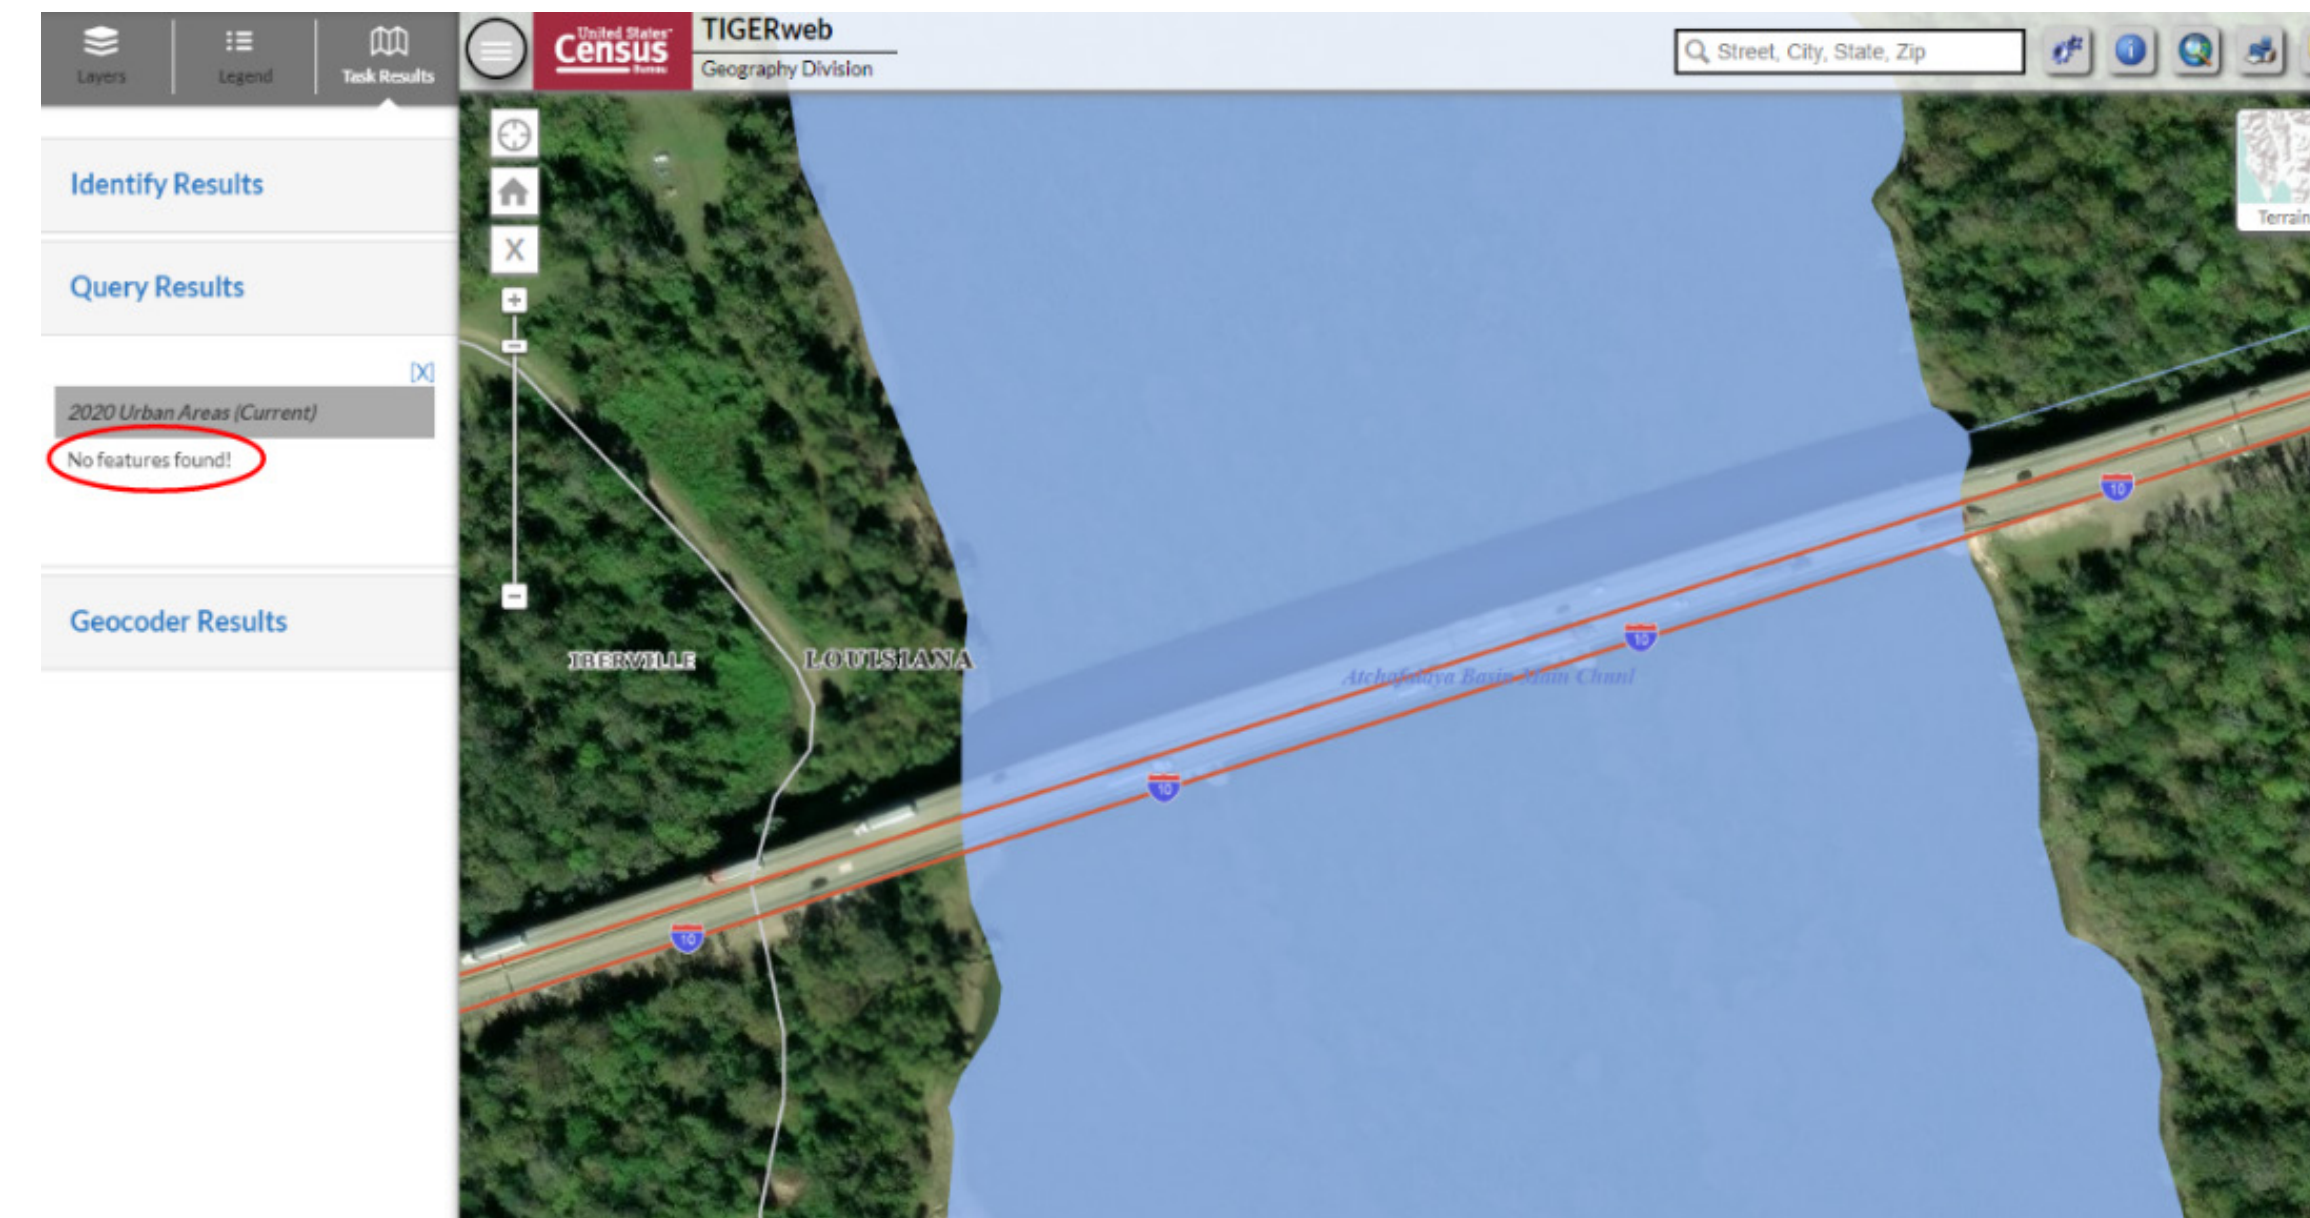 Layers
Legend
Task Results
United States
Census
Bureau
TIGERweb
Geography Division
Street, City, State, Zip
Identify Results
Query Results
[X]
2020 Urban Areas (Current)
No features found!
Geocoder Results
X
Terrain
IBERVILLE
LOUISIANA
10
10
10
10
Atchafalaya Basin Main Chnnl